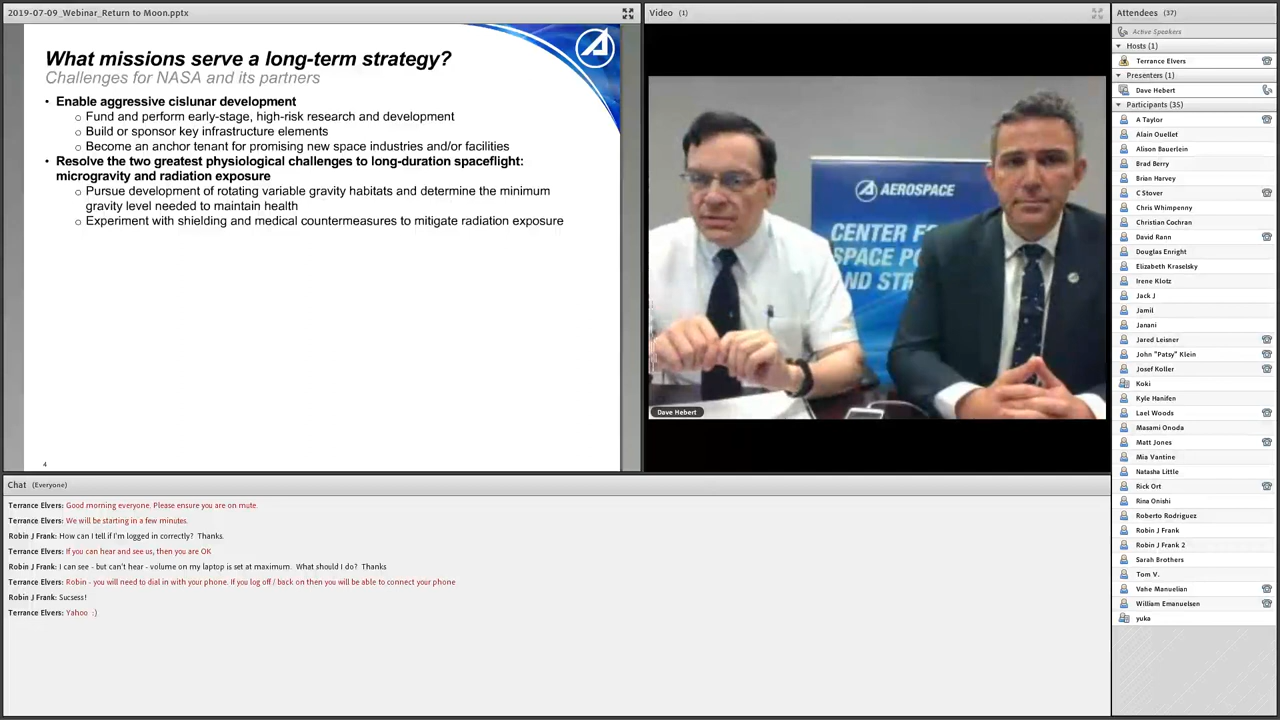 2019-07-09_Webinar_Return to Moon.pptx
What missions serve a long-term strategy?
Challenges for NASA and its partners
• Enable aggressive cislunar development
o Fund and perform early-stage, high-risk research and development
o Build or sponsor key infrastructure elements
o Become an anchor tenant for promising new space industries and/or facilities
• Resolve the two greatest physiological challenges to long-duration spaceflight:
microgravity and radiation exposure
o Pursue development of rotating variable gravity habitats and determine the minimum
gravity level needed to maintain health
o Experiment with shielding and medical countermeasures to mitigate radiation exposure
4
Video (1)
AEROSPACE
CENTER F
SPACE PO
AND STR
Dave Hebert
Chat (Everyone)
Terrance Elvers: Good morning everyone. Please ensure you are on mute.
Terrance Elvers: We will be starting in a few minutes.
Robin J Frank: How can I tell if I'm logged in correctly? Thanks.
Terrance Elvers: If you can hear and see us, then you are OK
Robin J Frank: I can see - but can't hear - volume on my laptop is set at maximum. What should I do? Thanks
Terrance Elvers: Robin - you will need to dial in with your phone. If you log off / back on then you will be able to connect your phone
Robin J Frank: Sucsess!
Terrance Elvers: Yahoo :)
Attendees (37)
Active Speakers
Hosts (1)
Terrance Elvers
Presenters (1)
Dave Hebert
Participants (35)
A Taylor
Alain Ouellet
Alison Bauerlein
Brad Berry
Brian Harvey
C Stover
Chris Whimpenny
Christian Cochran
David Rann
Douglas Enright
Elizabeth Kraselsky
Irene Klotz
Jack J
Jamil
Janani
Jared Leisner
John "Patsy" Klein
Josef Koller
Koki
Kyle Hanifen
Lael Woods
Masami Onoda
Matt Jones
Mia Vantine
Natasha Little
Rick Ort
Rina Onishi
Roberto Rodriguez
Robin J Frank
Robin J Frank 2
Sarah Brothers
Tom V.
Vahe Manuelian
William Emanuelsen
yuka